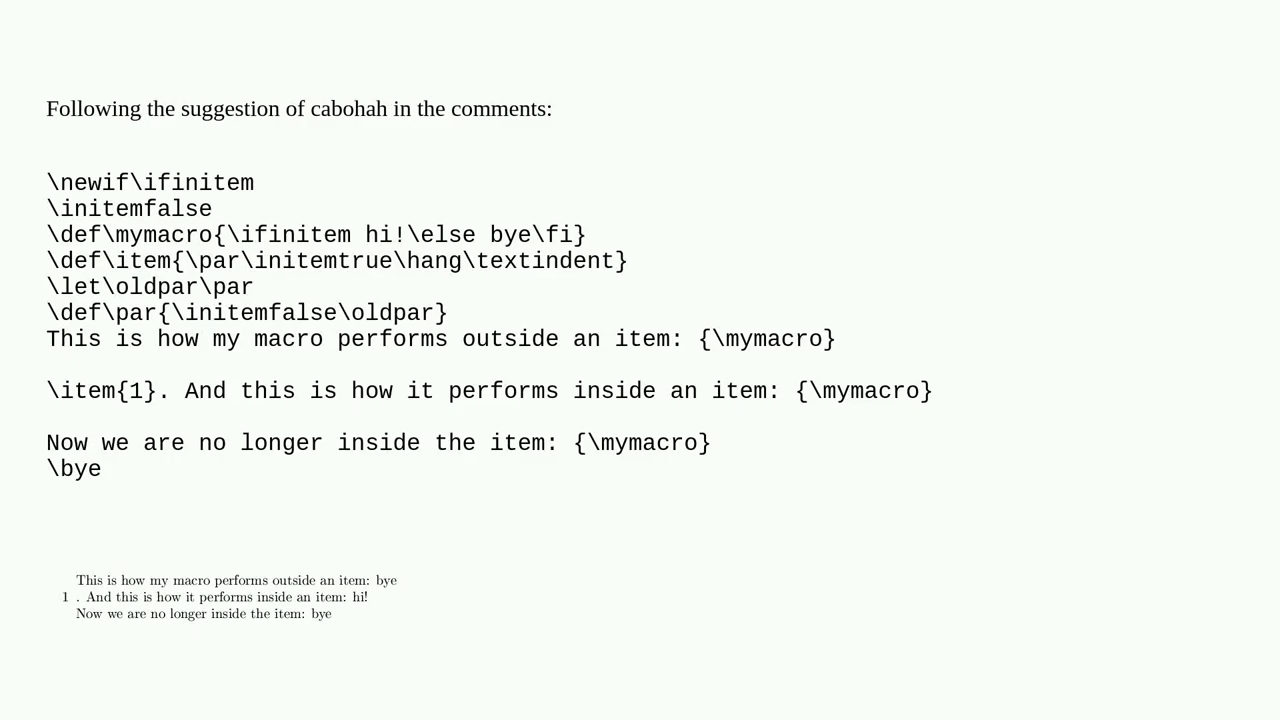 Following the suggestion of cabohah in the comments:
\newif\ifinitem
\initemfalse
\def\mymacro{\ifinitem hi!\else bye\fi}
\def\item{\par\initemtrue\hang\textindent}
\let\oldpar\par
\def\par{\initemfalse\oldpar}
This is how my macro performs outside an item: {\mymacro}
\item{1}. And this is how it performs inside an item: {\mymacro}
Now we are no longer inside the item: {\mymacro}
\bye
This is how my macro performs outside an item: bye
1 . And this is how it performs inside an item: hi!
Now we are no longer inside the item: bye